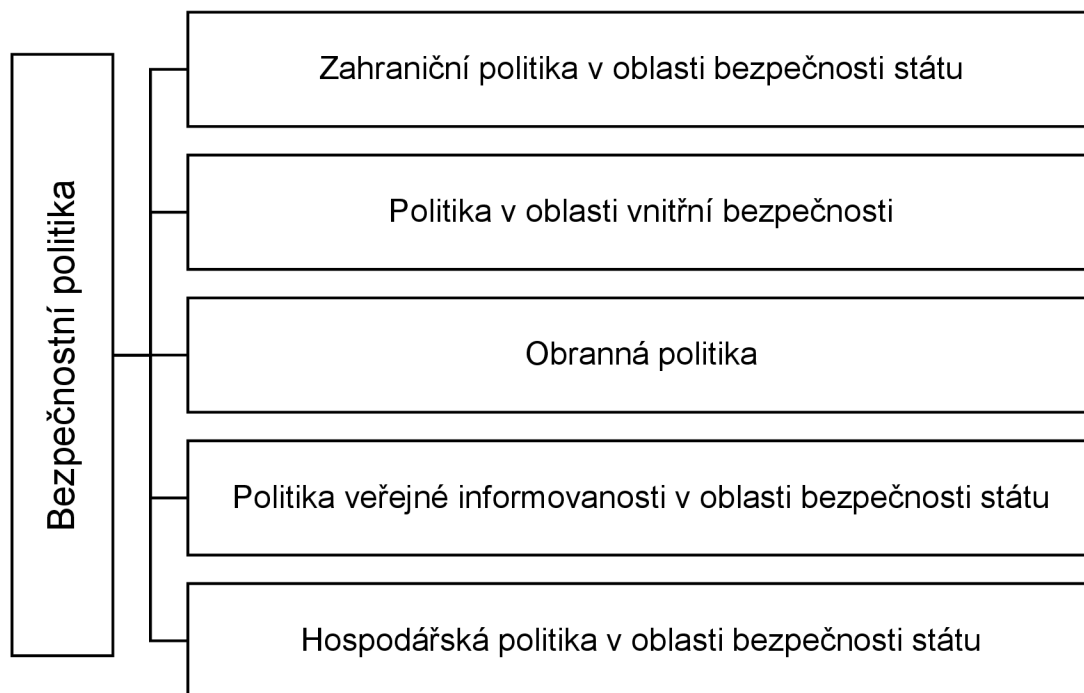 Bezpečnostní politika
Zahraniční politika v oblasti bezpečnosti státu
Politika v oblasti vnitřní bezpečnosti
Obranná politika
Politika veřejné informovanosti v oblasti bezpečnosti státu
Hospodářská politika v oblasti bezpečnosti státu